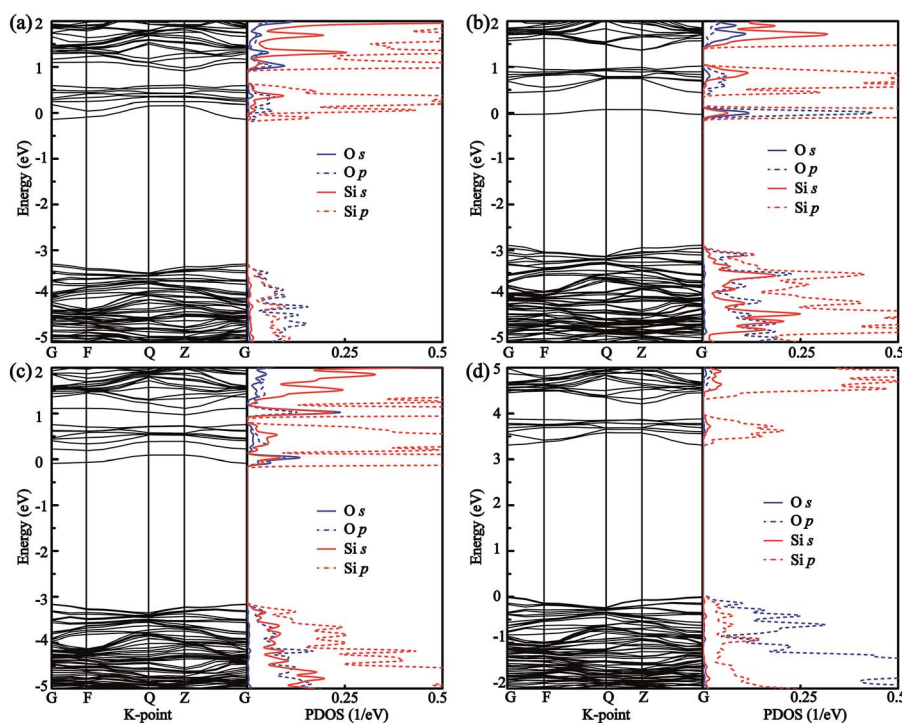 (a)
2
1
0
-1
-2
-3
-4
-5
Energy (eV)
O s
O p
Si s
Si p
G F Q Z G 0.25 0.5
(b)
2
1
0
-1
-2
-3
-4
-5
Energy (eV)
O s
O p
Si s
Si p
G F Q Z G 0.25 0.5
(c)
2
1
0
-1
-2
-3
-4
-5
Energy (eV)
O s
O p
Si s
Si p
G F Q Z G 0.25 0.5
K-point PDOS (1/eV)
(d)
5
4
3
2
1
0
-1
-2
Energy (eV)
O s
O p
Si s
Si p
G F Q Z G 0.25 0.5
K-point PDOS (1/eV)